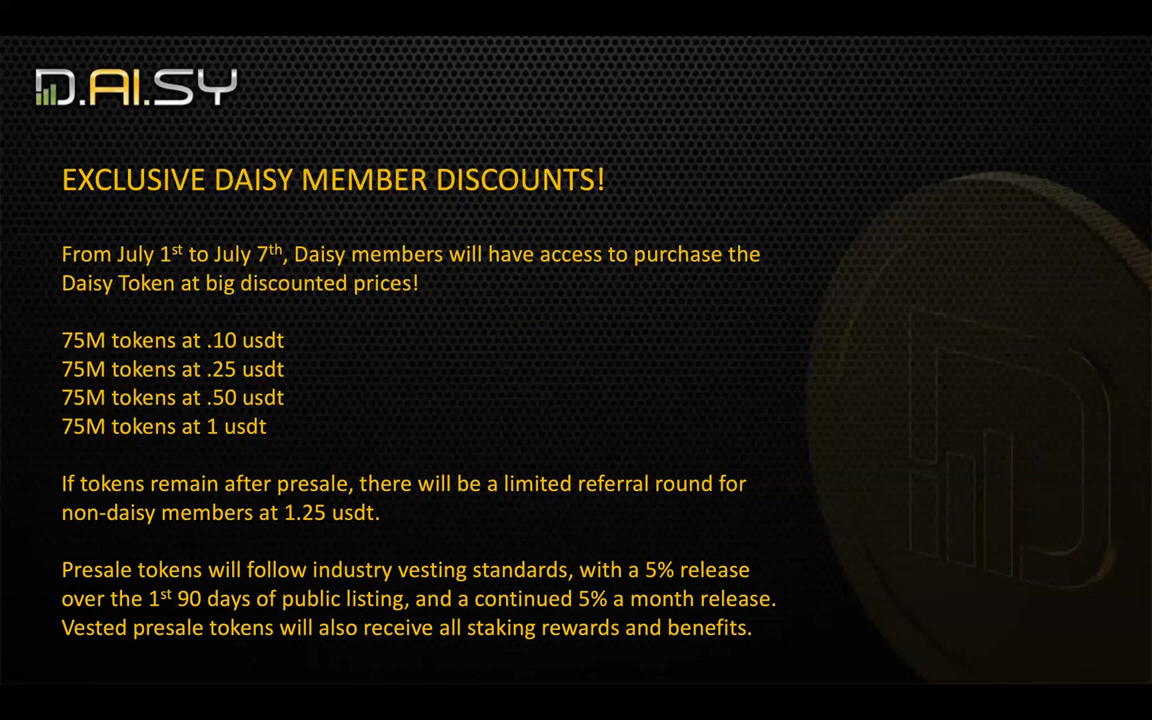 D.AI.SY
EXCLUSIVE DAISY MEMBER DISCOUNTS!
From July 1st to July 7th, Daisy members will have access to purchase the
Daisy Token at big discounted prices!
75M tokens at .10 usdt
75M tokens at .25 usdt
75M tokens at .50 usdt
75M tokens at 1 usdt
If tokens remain after presale, there will be a limited referral round for
non-daisy members at 1.25 usdt.
Presale tokens will follow industry vesting standards, with a 5% release
over the 1st 90 days of public listing, and a continued 5% a month release.
Vested presale tokens will also receive all staking rewards and benefits.